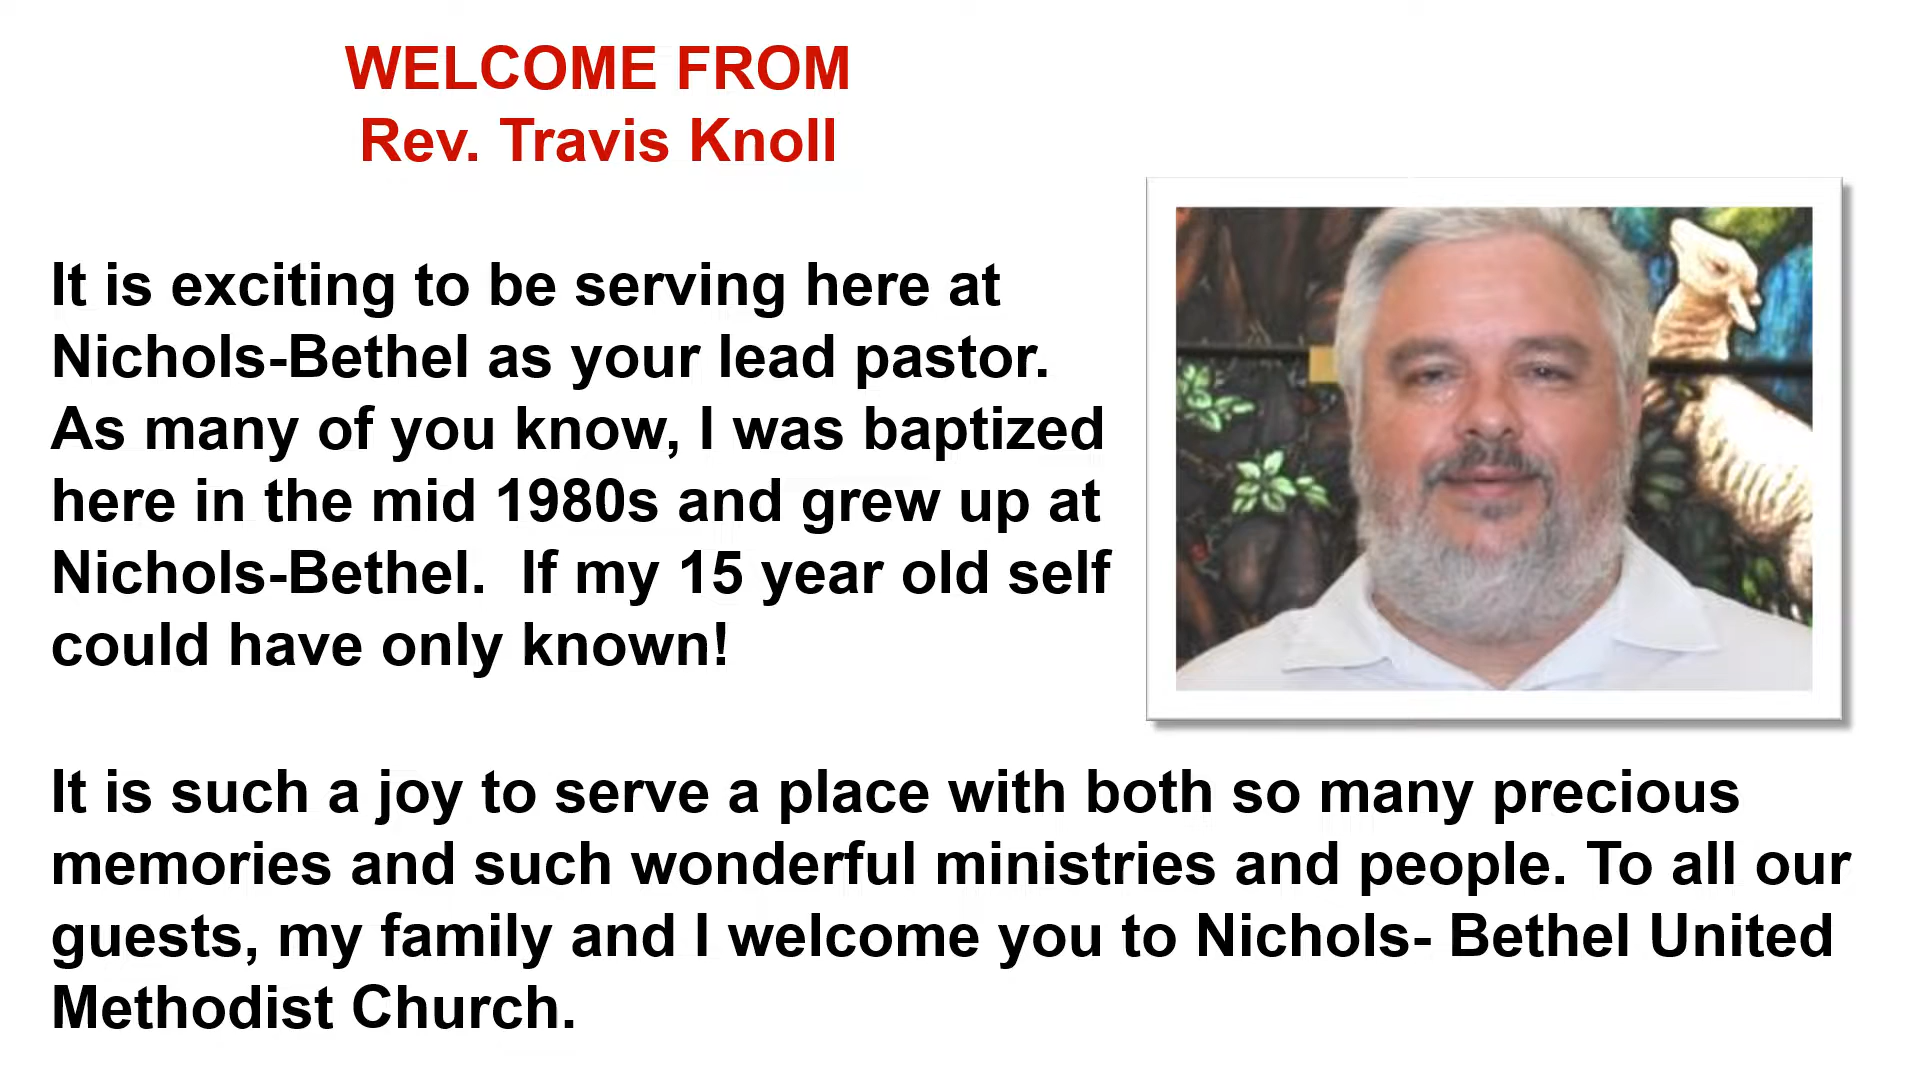 WELCOME FROM
Rev. Travis Knoll
It is exciting to be serving here at
Nichols-Bethel as your lead pastor.
As many of you know, I was baptized
here in the mid 1980s and grew up at
Nichols-Bethel.  If my 15 year old self
could have only known!
It is such a joy to serve a place with both so many precious
memories and such wonderful ministries and people. To all our
guests, my family and I welcome you to Nichols- Bethel United
Methodist Church.